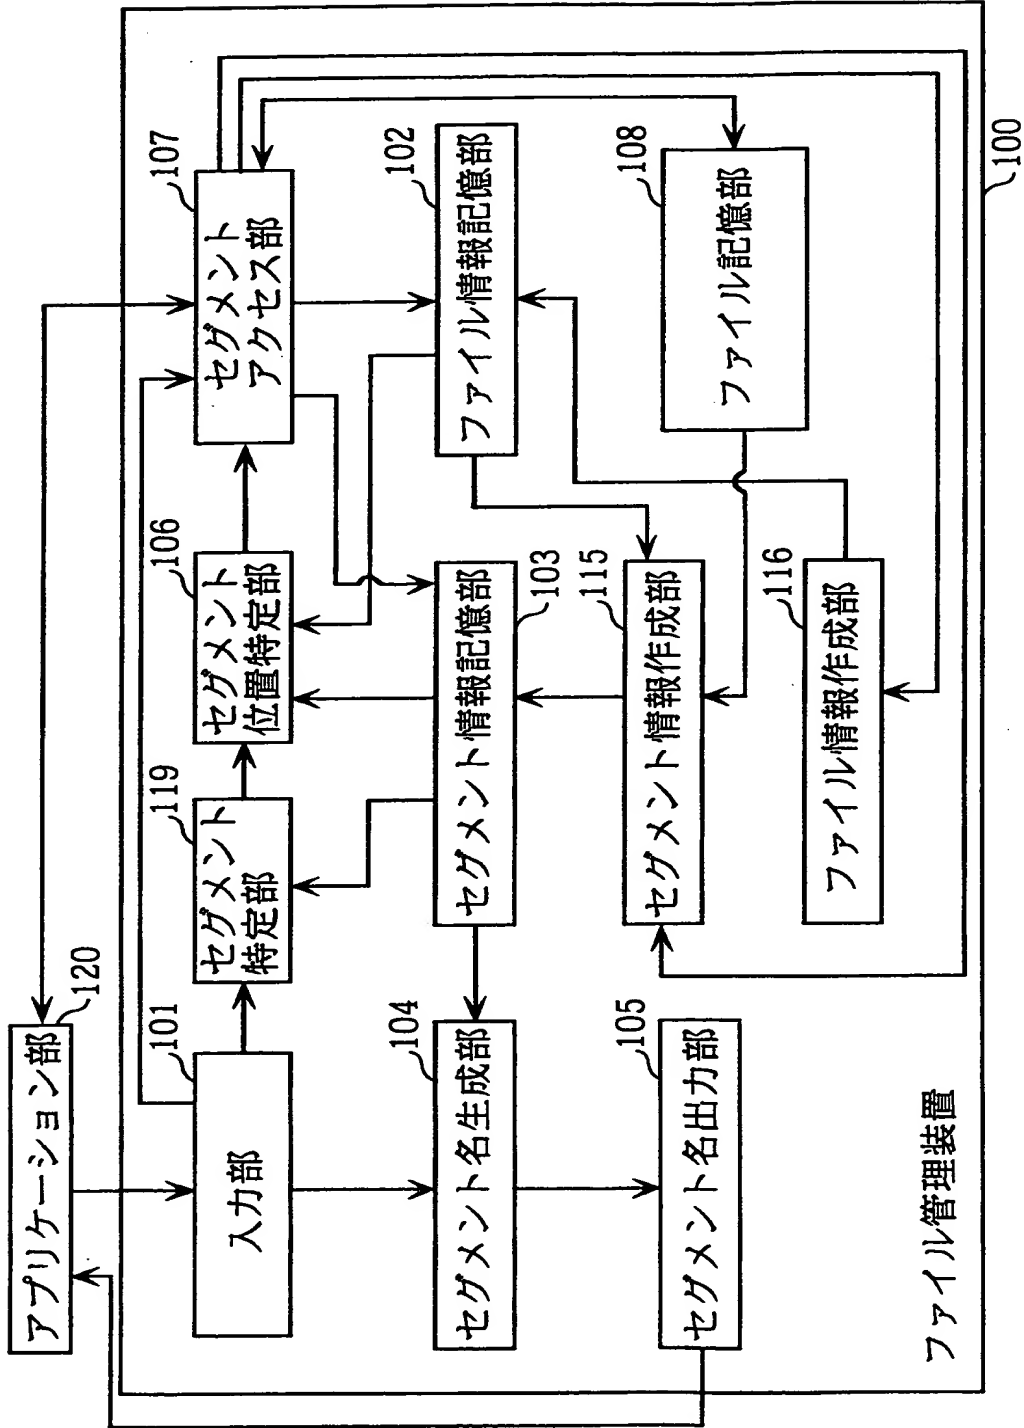 アプリケーション部
120
入力部
101
セグメント
特定部
119
セグメント
位置特定部
106
セグメント
アクセス部
107
セグメント名生成部
104
セグメント情報記憶部
103
ファイル情報記憶部
102
セグメント名出力部
105
セグメント情報作成部
115
ファイル記憶部
108
ファイル情報作成部
116
ファイル管理装置
100